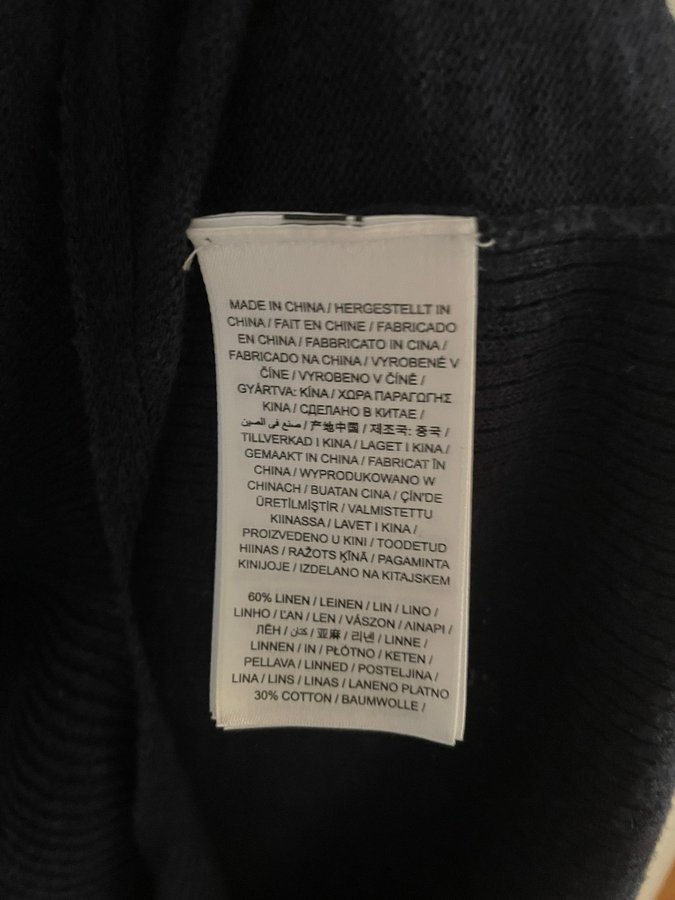 MADE IN CHINA / HERGESTELLT IN
CHINA / FAIT EN CHINE / FABRICADO
EN CHINA / FABBRICATO IN CINA /
FABRICADO NA CHINA / VYROBENÉ V
ČÍNE / VYROBENO V ČÍNĚ /
GYÁRTVA: KÍNA / ΧΩΡΑ ΠΑΡΑΓΩΓΗΣ
ΚΙΝΑ / СДЕЛАНО В КИТАЕ /
صنع في الصين / 产地中国 / 제조국: 중국 /
TILLVERKAD I KINA / LAGET I KINA /
GEMAAKT IN CHINA / FABRICAT ÎN
CHINA / WYPRODUKOWANO W
CHINACH / BUATAN CINA / ÇİN'DE
ÜRETİLMİŞTİR / VALMISTETTU
KIINASSA / LAVET I KINA /
PROIZVEDENO U KINI / TOODETUD
HIINAS / RAŽOTS ĶĪNĀ / PAGAMINTA
KINIJOJE / IZDELANO NA KITAJSKEM
60% LINEN / LEINEN / LIN / LINO /
LINHO / ĽAN / LEN / VÁSZON / ΛΙΝΑΡΙ /
ЛЁН / كتان / 亚麻 / 리넨 / LINNE /
LINNEN / IN / PŁÓTNO / KETEN /
PELLAVA / LINNED / POSTELJINA /
LINA / LINS / LINAS / LANENO PLATNO
30% COTTON / BAUMWOLLE /